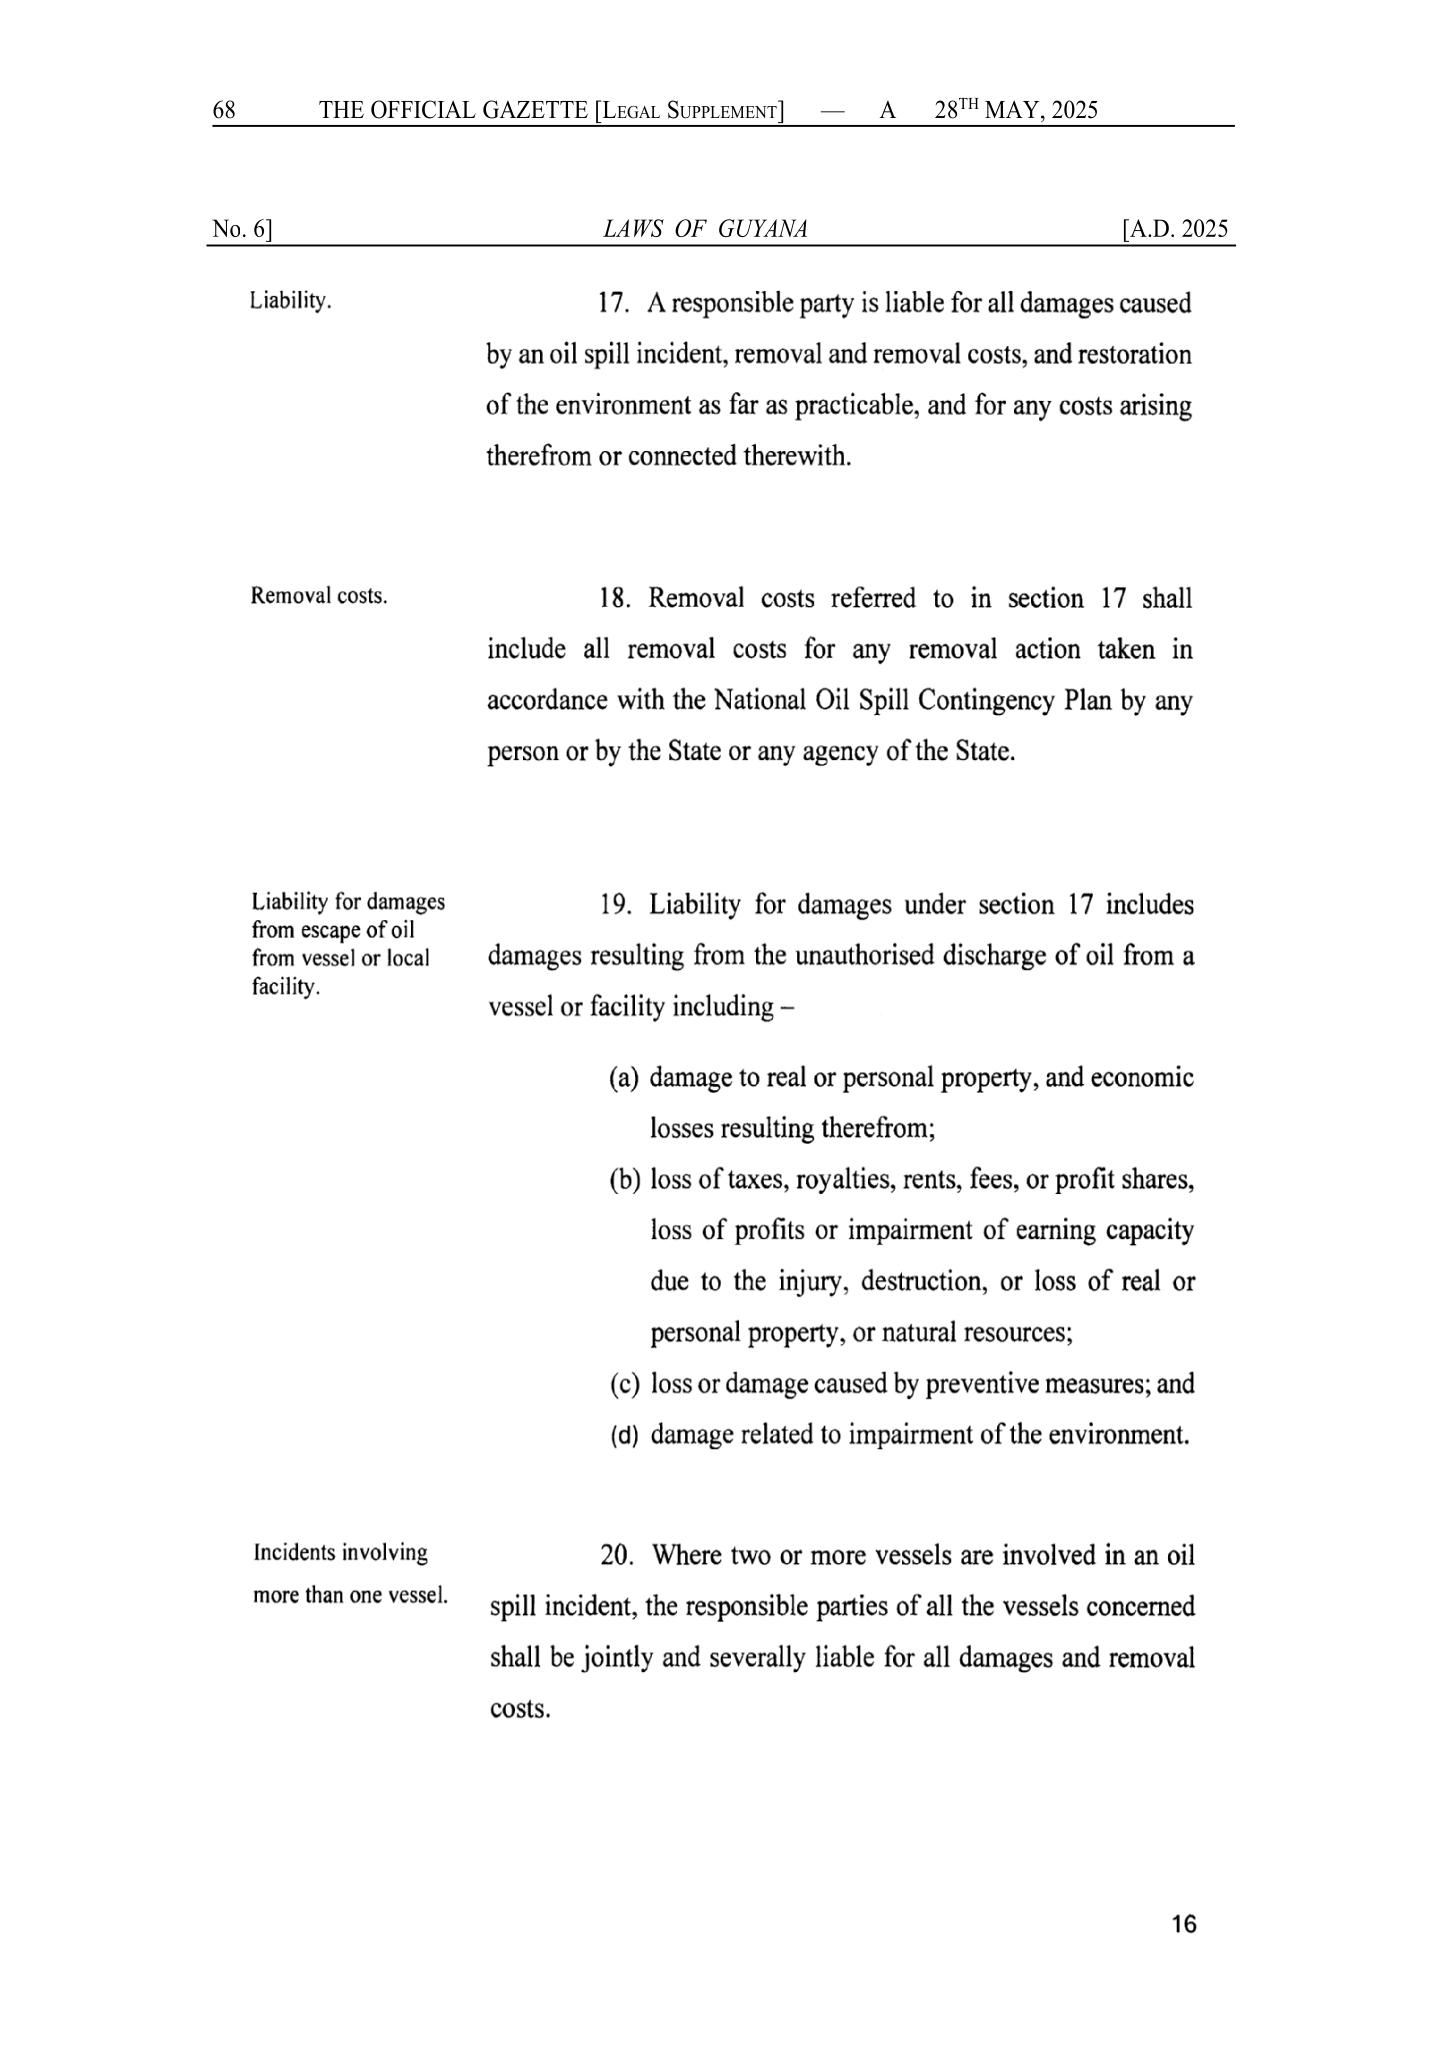 68 THE OFFICIAL GAZETTE [LEGAL SUPPLEMENT] — A 28TH MAY, 2025
No. 6] LAWS OF GUYANA [A.D. 2025
Liability.
17. A responsible party is liable for all damages caused
by an oil spill incident, removal and removal costs, and restoration
of the environment as far as practicable, and for any costs arising
therefrom or connected therewith.
Removal costs.
18. Removal costs referred to in section 17 shall
include all removal costs for any removal action taken in
accordance with the National Oil Spill Contingency Plan by any
person or by the State or any agency of the State.
Liability for damages
from escape of oil
from vessel or local
facility.
19. Liability for damages under section 17 includes
damages resulting from the unauthorised discharge of oil from a
vessel or facility including –
(a) damage to real or personal property, and economic
losses resulting therefrom;
(b) loss of taxes, royalties, rents, fees, or profit shares,
loss of profits or impairment of earning capacity
due to the injury, destruction, or loss of real or
personal property, or natural resources;
(c) loss or damage caused by preventive measures; and
(d) damage related to impairment of the environment.
Incidents involving
more than one vessel.
20. Where two or more vessels are involved in an oil
spill incident, the responsible parties of all the vessels concerned
shall be jointly and severally liable for all damages and removal
costs.
16